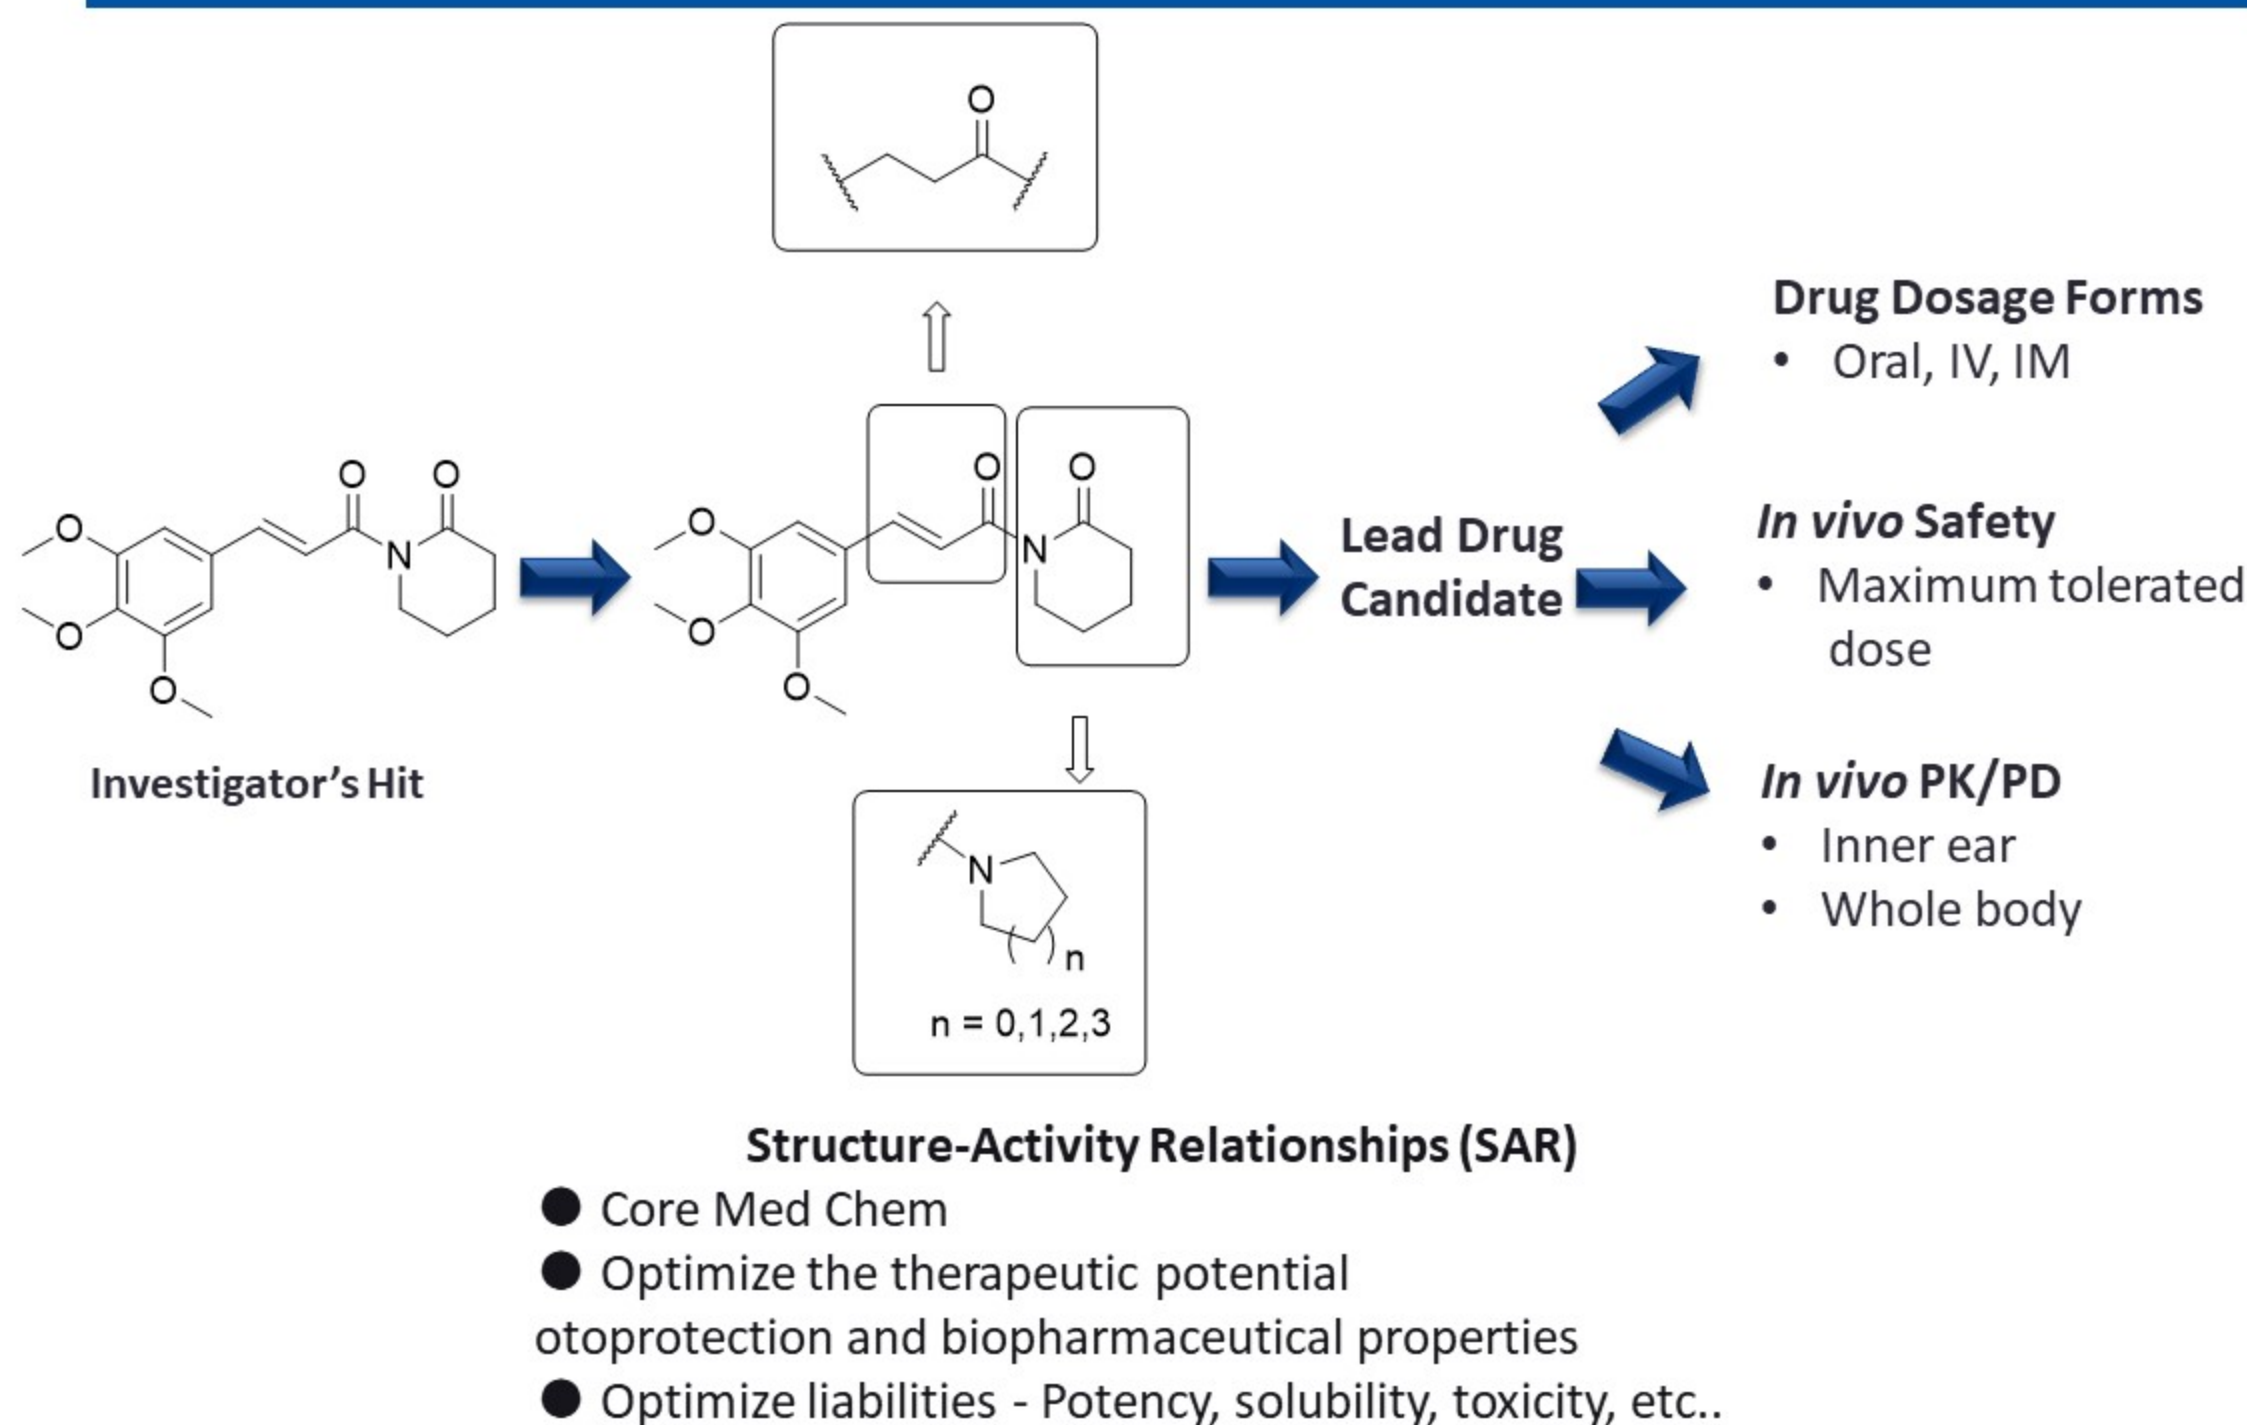 O
O
O
O
N
O
O
Investigator's Hit
O
O
O
O
N
O
O
N
n
n = 0,1,2,3
Lead Drug
Candidate
Drug Dosage Forms
• Oral, IV, IM
In vivo Safety
• Maximum tolerated
dose
In vivo PK/PD
• Inner ear
• Whole body
Structure-Activity Relationships (SAR)
● Core Med Chem
● Optimize the therapeutic potential
otoprotection and biopharmaceutical properties
● Optimize liabilities - Potency, solubility, toxicity, etc..